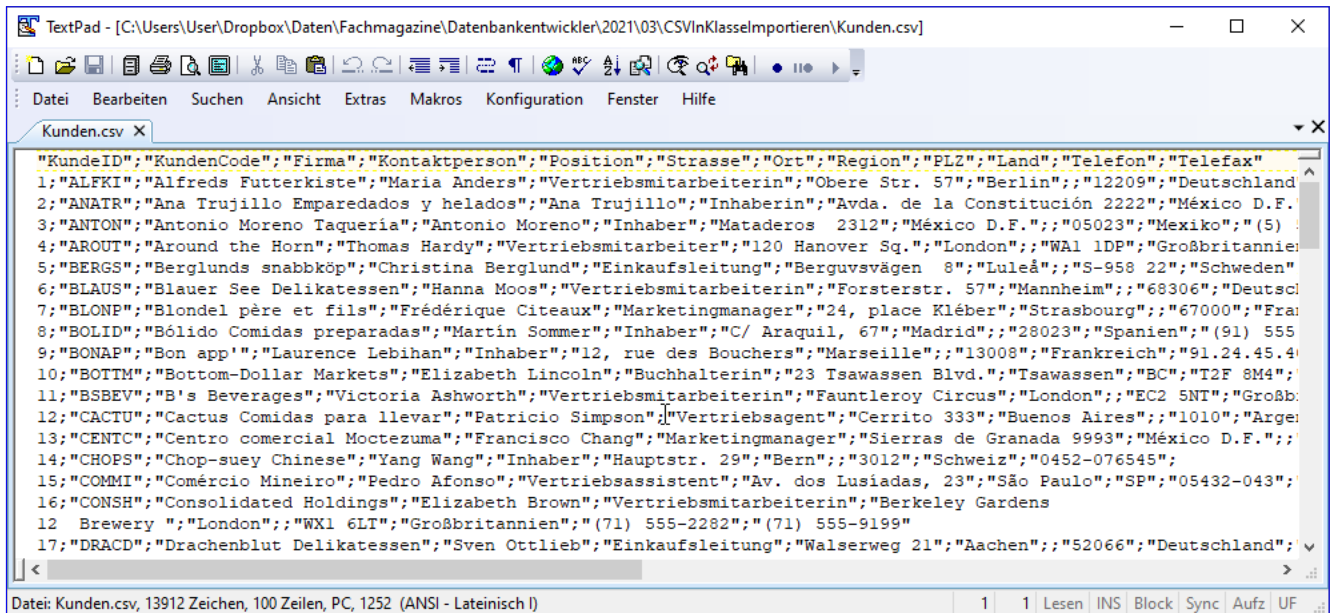 TextPad - [C:\Users\User\Dropbox\Daten\Fachmagazine\Datenbankentwickler\2021\03\CSVInKlasseImportieren\Kunden.csv]
Datei Bearbeiten Suchen Ansicht Extras Makros Konfiguration Fenster Hilfe
Kunden.csv
"KundeID";"KundenCode";"Firma";"Kontaktperson";"Position";"Strasse";"Ort";"Region";"PLZ";"Land";"Telefon";"Telefax"
1;"ALFKI";"Alfreds Futterkiste";"Maria Anders";"Vertriebsmitarbeiterin";"Obere Str. 57";"Berlin";;"12209";"Deutschland"
2;"ANATR";"Ana Trujillo Emparedados y helados";"Ana Trujillo";"Inhaberin";"Avda. de la Constitución 2222";"México D.F.
3;"ANTON";"Antonio Moreno Taquería";"Antonio Moreno";"Inhaber";"Mataderos  2312";"México D.F.";;"05023";"Mexiko";"(5)
4;"AROUT";"Around the Horn";"Thomas Hardy";"Vertriebsmitarbeiter";"120 Hanover Sq.";"London";;"WA1 1DP";"Großbritannie
5;"BERGS";"Berglunds snabbköp";"Christina Berglund";"Einkaufsleitung";"Berguvsvägen  8";"Luleå";;"S-958 22";"Schweden"
6;"BLAUS";"Blauer See Delikatessen";"Hanna Moos";"Vertriebsmitarbeiterin";"Forsterstr. 57";"Mannheim";;"68306";"Deutsc
7;"BLONP";"Blondel père et fils";"Frédérique Citeaux";"Marketingmanager";"24, place Kléber";"Strasbourg";;"67000";"Fra
8;"BOLID";"Bólido Comidas preparadas";"Martín Sommer";"Inhaber";"C/ Araquil, 67";"Madrid";;"28023";"Spanien";"(91) 555
9;"BONAP";"Bon app'";"Laurence Lebihan";"Inhaber";"12, rue des Bouchers";"Marseille";;"13008";"Frankreich";"91.24.45.4
10;"BOTTM";"Bottom-Dollar Markets";"Elizabeth Lincoln";"Buchhalterin";"23 Tsawassen Blvd.";"Tsawassen";"BC";"T2F 8M4";
11;"BSBEV";"B's Beverages";"Victoria Ashworth";"Vertriebsmitarbeiterin";"Fauntleroy Circus";"London";;"EC2 5NT";"Großb
12;"CACTU";"Cactus Comidas para llevar";"Patricio Simpson";"Vertriebsagent";"Cerrito 333";"Buenos Aires";;"1010";"Arge
13;"CENTC";"Centro comercial Moctezuma";"Francisco Chang";"Marketingmanager";"Sierras de Granada 9993";"México D.F.";;
14;"CHOPS";"Chop-suey Chinese";"Yang Wang";"Inhaber";"Hauptstr. 29";"Bern";;"3012";"Schweiz";"0452-076545";
15;"COMMI";"Comércio Mineiro";"Pedro Afonso";"Vertriebsassistent";"Av. dos Lusíadas, 23";"São Paulo";"SP";"05432-043";
16;"CONSH";"Consolidated Holdings";"Elizabeth Brown";"Vertriebsmitarbeiterin";"Berkeley Gardens
12  Brewery ";"London";;"WX1 6LT";"Großbritannien";"(71) 555-2282";"(71) 555-9199"
17;"DRACD";"Drachenblut Delikatessen";"Sven Ottlieb";"Einkaufsleitung";"Walserweg 21";"Aachen";;"52066";"Deutschland";
Datei: Kunden.csv, 13912 Zeichen, 100 Zeilen, PC, 1252 (ANSI - Lateinisch I) 1 1 Lesen INS Block Sync Aufz UF